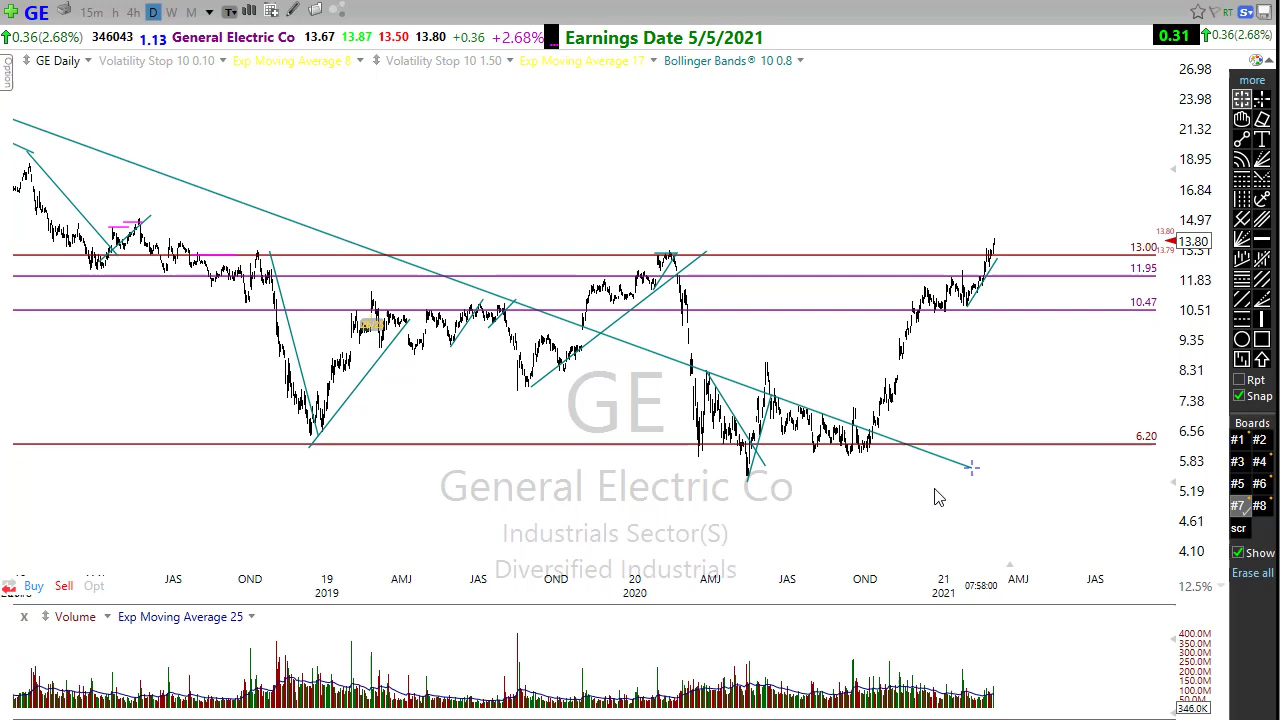 GE 15m h 4h D W M T RT S
0.36(2.68%) 346043 1.13 General Electric Co 13.67 13.87 13.50 13.80 +0.36 +2.68% ... Earnings Date 5/5/2021 0.31 0.36(2.68%)
Option
GE Daily Volatility Stop 10 0.10 Exp Moving Average 8 Volatility Stop 10 1.50 Exp Moving Average 17 Bollinger Bands® 10 0.8
26.98
23.98
21.32
18.95
16.84
14.97
13.80
13.80
13.79
13.00
11.95
11.83
10.47
10.51
9.35
8.31
7.38
6.56
6.20
5.83
5.19
4.61
4.10
GE
General Electric Co
Industrials Sector(S)
Diversified Industrials
JAS OND 19 AMJ JAS OND 20 AMJ JAS OND 21 07:58:00 AMJ JAS
2019 2020 2021
Buy Sell Opt
12.5%
X Volume Exp Moving Average 25
400.0M
350.0M
300.0M
250.0M
200.0M
150.0M
100.0M
50.0M
346.0K
more
T
Rpt
Snap
Boards
#1 #2
#3 #4
#5 #6
#7 #8
scr
Show
Erase all